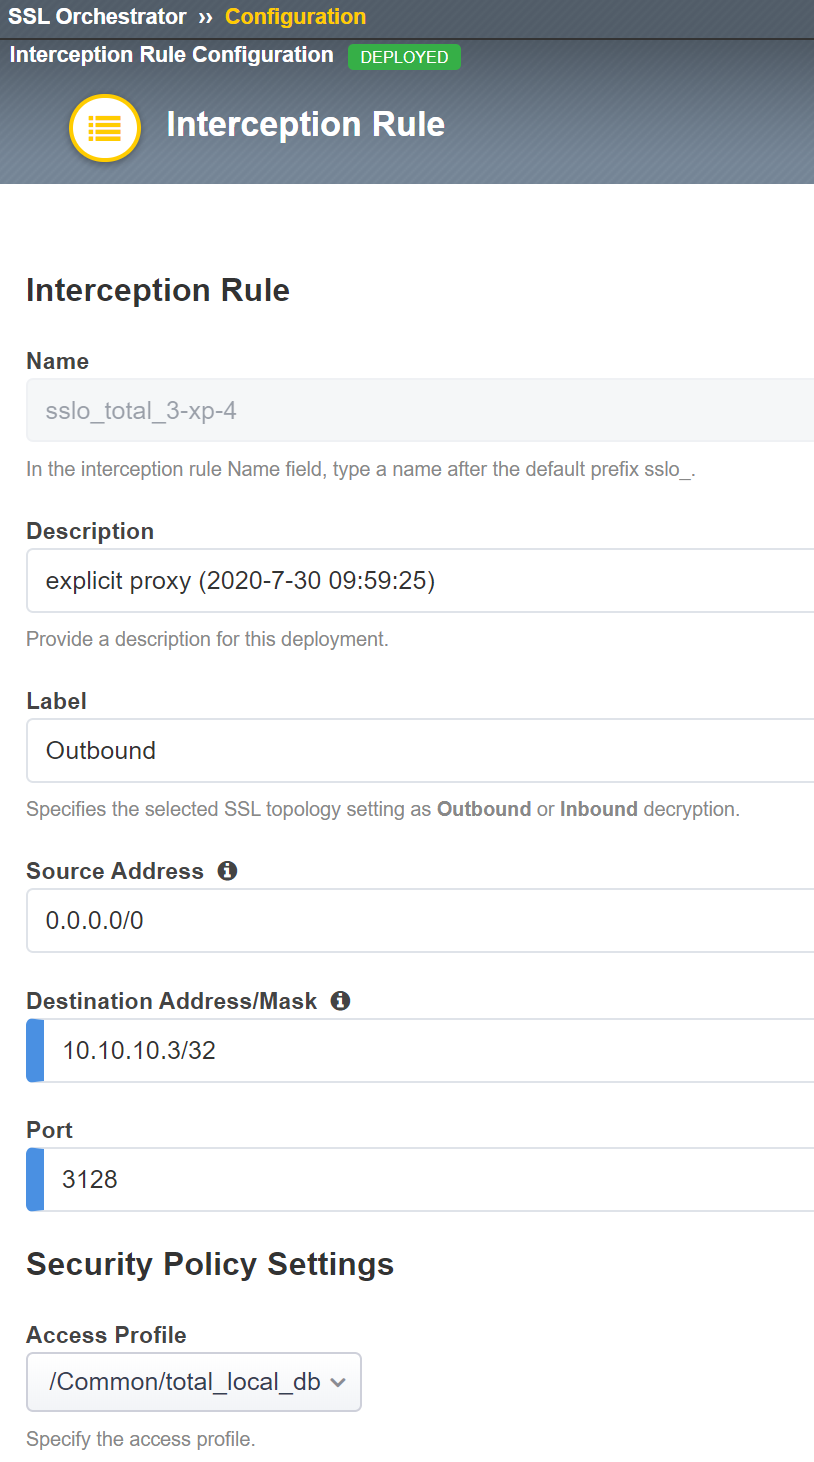 SSL Orchestrator ›› Configuration
Interception Rule Configuration DEPLOYED
Interception Rule
Interception Rule
Name
sslo_total_3-xp-4
In the interception rule Name field, type a name after the default prefix sslo_.
Description
explicit proxy (2020-7-30 09:59:25)
Provide a description for this deployment.
Label
Outbound
Specifies the selected SSL topology setting as Outbound or Inbound decryption.
Source Address
0.0.0.0/0
Destination Address/Mask
10.10.10.3/32
Port
3128
Security Policy Settings
Access Profile
/Common/total_local_db
Specify the access profile.